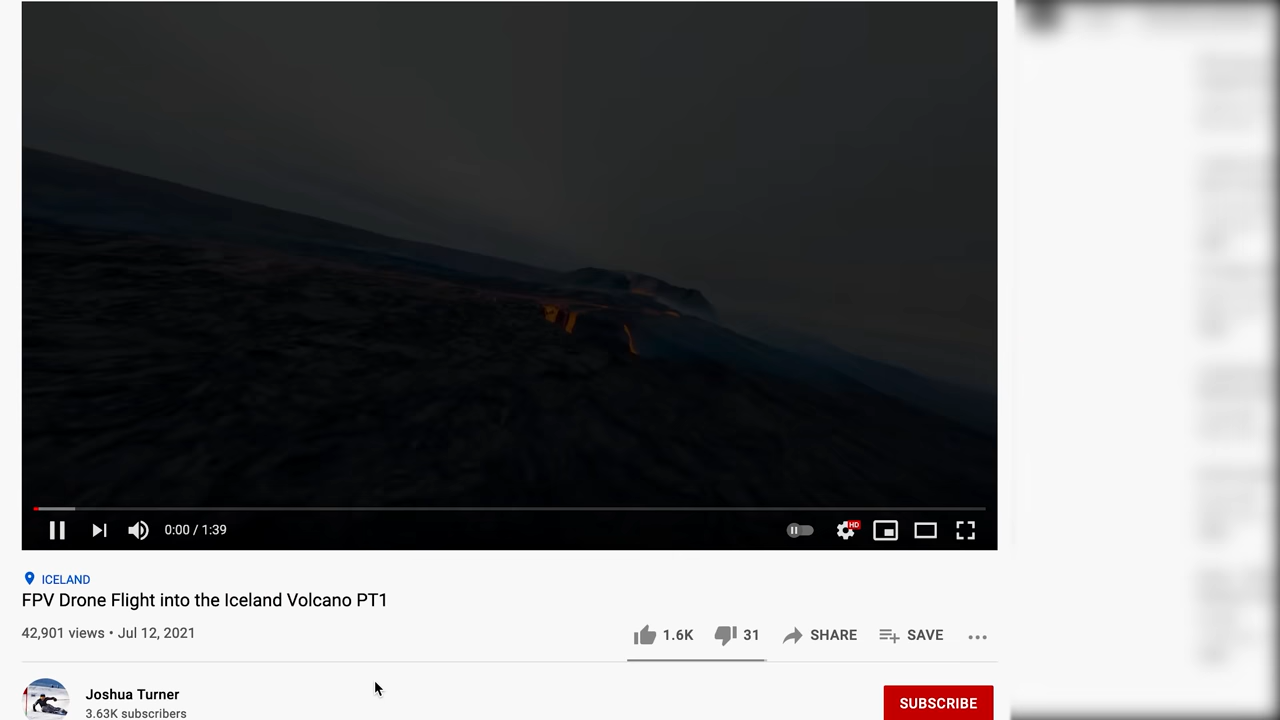 0:00 / 1:39
HD
ICELAND
FPV Drone Flight into the Iceland Volcano PT1
42,901 views • Jul 12, 2021
1.6K 31 SHARE SAVE
Joshua Turner
3.63K subscribers
SUBSCRIBE